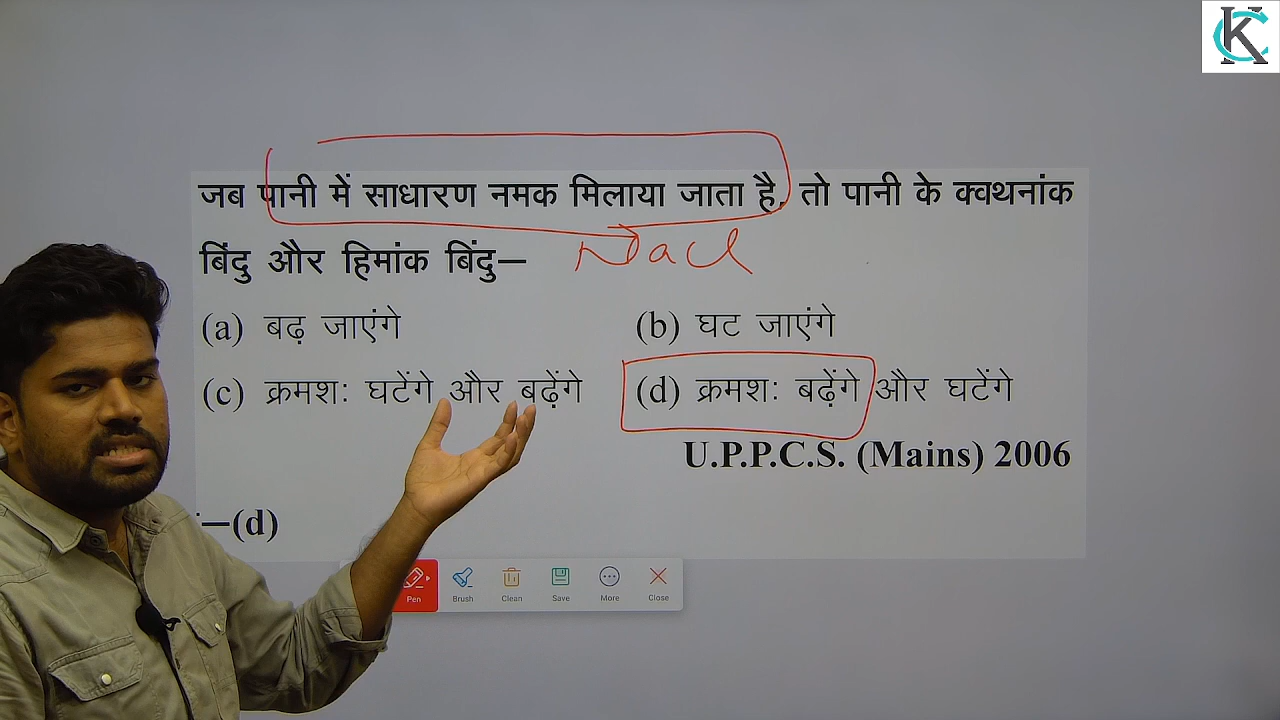 KC
जब पानी में साधारण नमक मिलाया जाता है, तो पानी के क्वथनांक
बिंदु और हिमांक बिंदु—
NaCl
(a) बढ़ जाएंगे
(b) घट जाएंगे
(c) क्रमशः घटेंगे और बढ़ेंगे
(d) क्रमशः बढ़ेंगे और घटेंगे
U.P.P.C.S. (Mains) 2006
—(d)
Pen
Brush
Clean
Save
More
Close